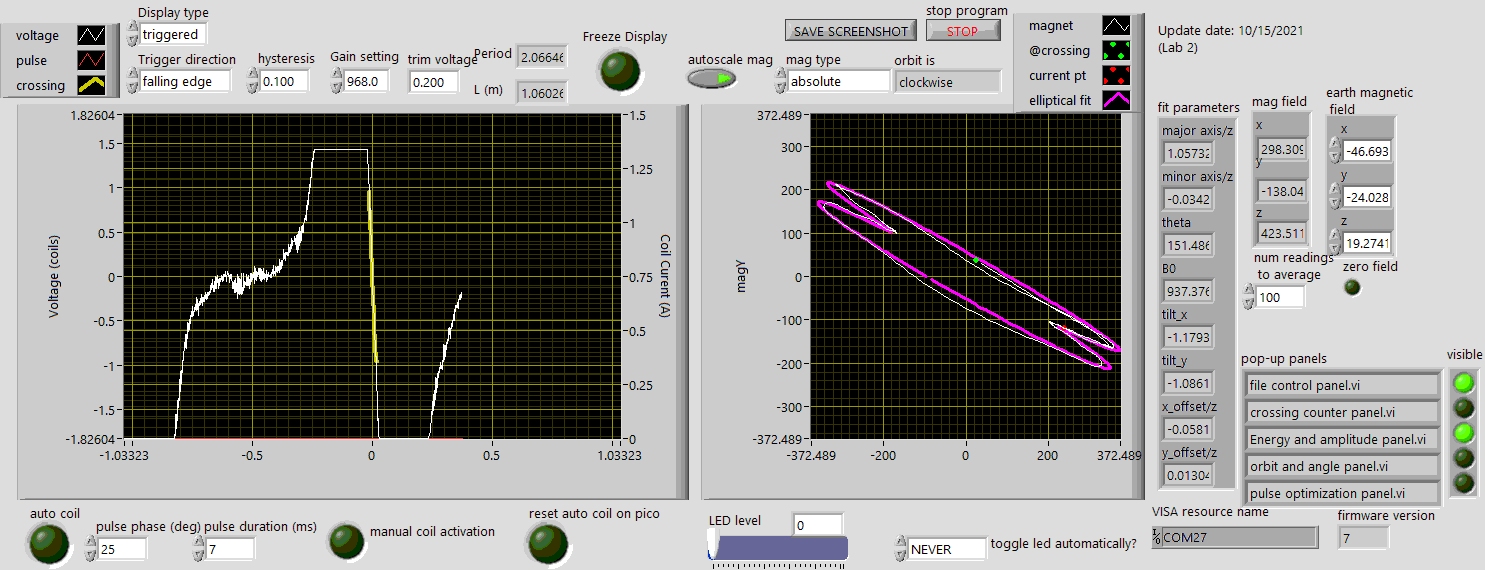 voltage
pulse
crossing
Display type
triggered
Trigger direction
falling edge
hysteresis
0.100
Gain setting
968.0
trim voltage
0.200
Period
2.06646
L (m)
1.06026
Freeze Display
SAVE SCREENSHOT
stop program
STOP
autoscale mag
mag type
absolute
orbit is
clockwise
magnet
@crossing
current pt
elliptical fit
Update date: 10/15/2021
(Lab 2)
1.82604
1.5
1
0.5
0
-0.5
-1
-1.5
-1.82604
Voltage (coils)
-1.03323
-0.5
0
0.5
1.03323
1.5
1.25
1
0.75
0.5
0.25
0
Coil Current (A)
372.489
300
200
100
0
-100
-200
-300
-372.489
magY
-372.489
-200
0
200
372.489
fit parameters
major axis/z
1.05732
minor axis/z
-0.0342
theta
151.486
B0
937.376
tilt_x
-1.1793
tilt_y
-1.0861
x_offset/z
-0.0581
y_offset/z
0.01304
mag field
x
298.309
y
-138.04
z
423.511
earth magnetic
field
x
-46.693
y
-24.028
z
19.2741
num readings
to average
100
zero field
pop-up panels
visible
file control panel.vi
crossing counter panel.vi
Energy and amplitude panel.vi
orbit and angle panel.vi
pulse optimization panel.vi
auto coil
pulse phase (deg)
25
pulse duration (ms)
7
manual coil activation
reset auto coil on pico
LED level
0
NEVER
toggle led automatically?
VISA resource name
COM27
firmware version
7